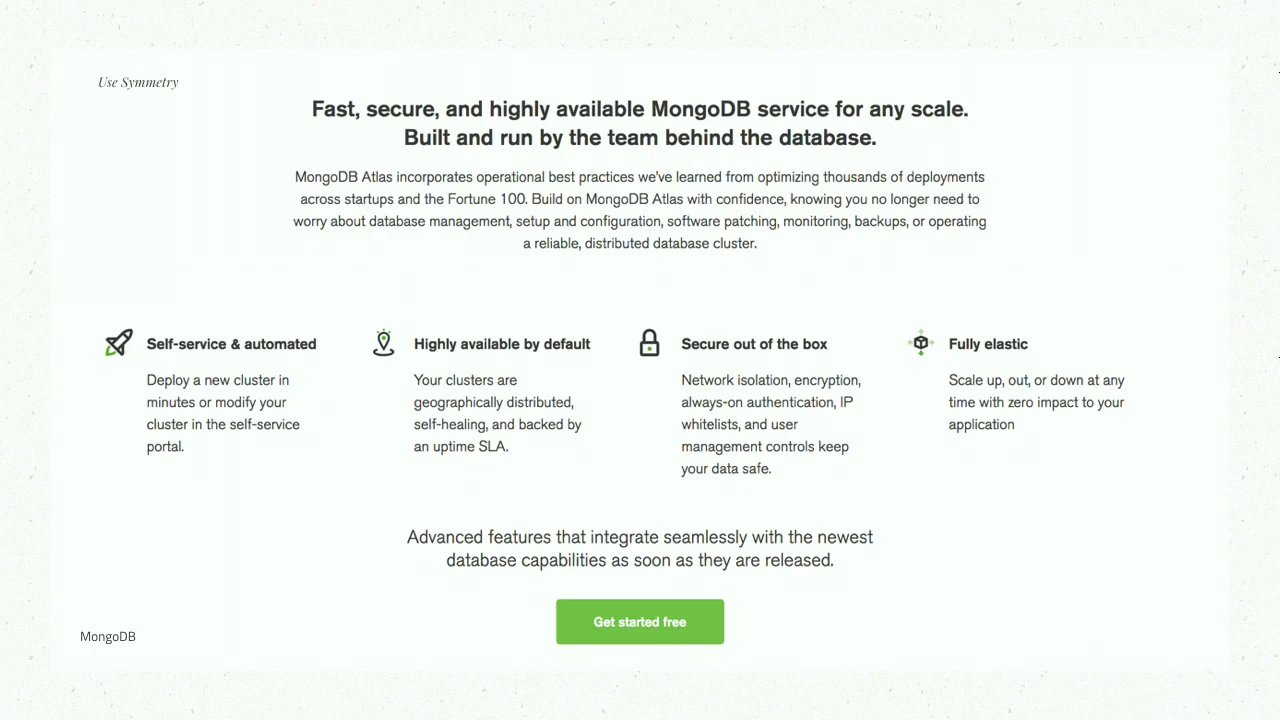 Use Symmetry
Fast, secure, and highly available MongoDB service for any scale.
Built and run by the team behind the database.
MongoDB Atlas incorporates operational best practices we've learned from optimizing thousands of deployments
across startups and the Fortune 100. Build on MongoDB Atlas with confidence, knowing you no longer need to
worry about database management, setup and configuration, software patching, monitoring, backups, or operating
a reliable, distributed database cluster.
Self-service & automated
Deploy a new cluster in
minutes or modify your
cluster in the self-service
portal.
Highly available by default
Your clusters are
geographically distributed,
self-healing, and backed by
an uptime SLA.
Secure out of the box
Network isolation, encryption,
always-on authentication, IP
whitelists, and user
management controls keep
your data safe.
Fully elastic
Scale up, out, or down at any
time with zero impact to your
application
Advanced features that integrate seamlessly with the newest
database capabilities as soon as they are released.
Get started free
MongoDB